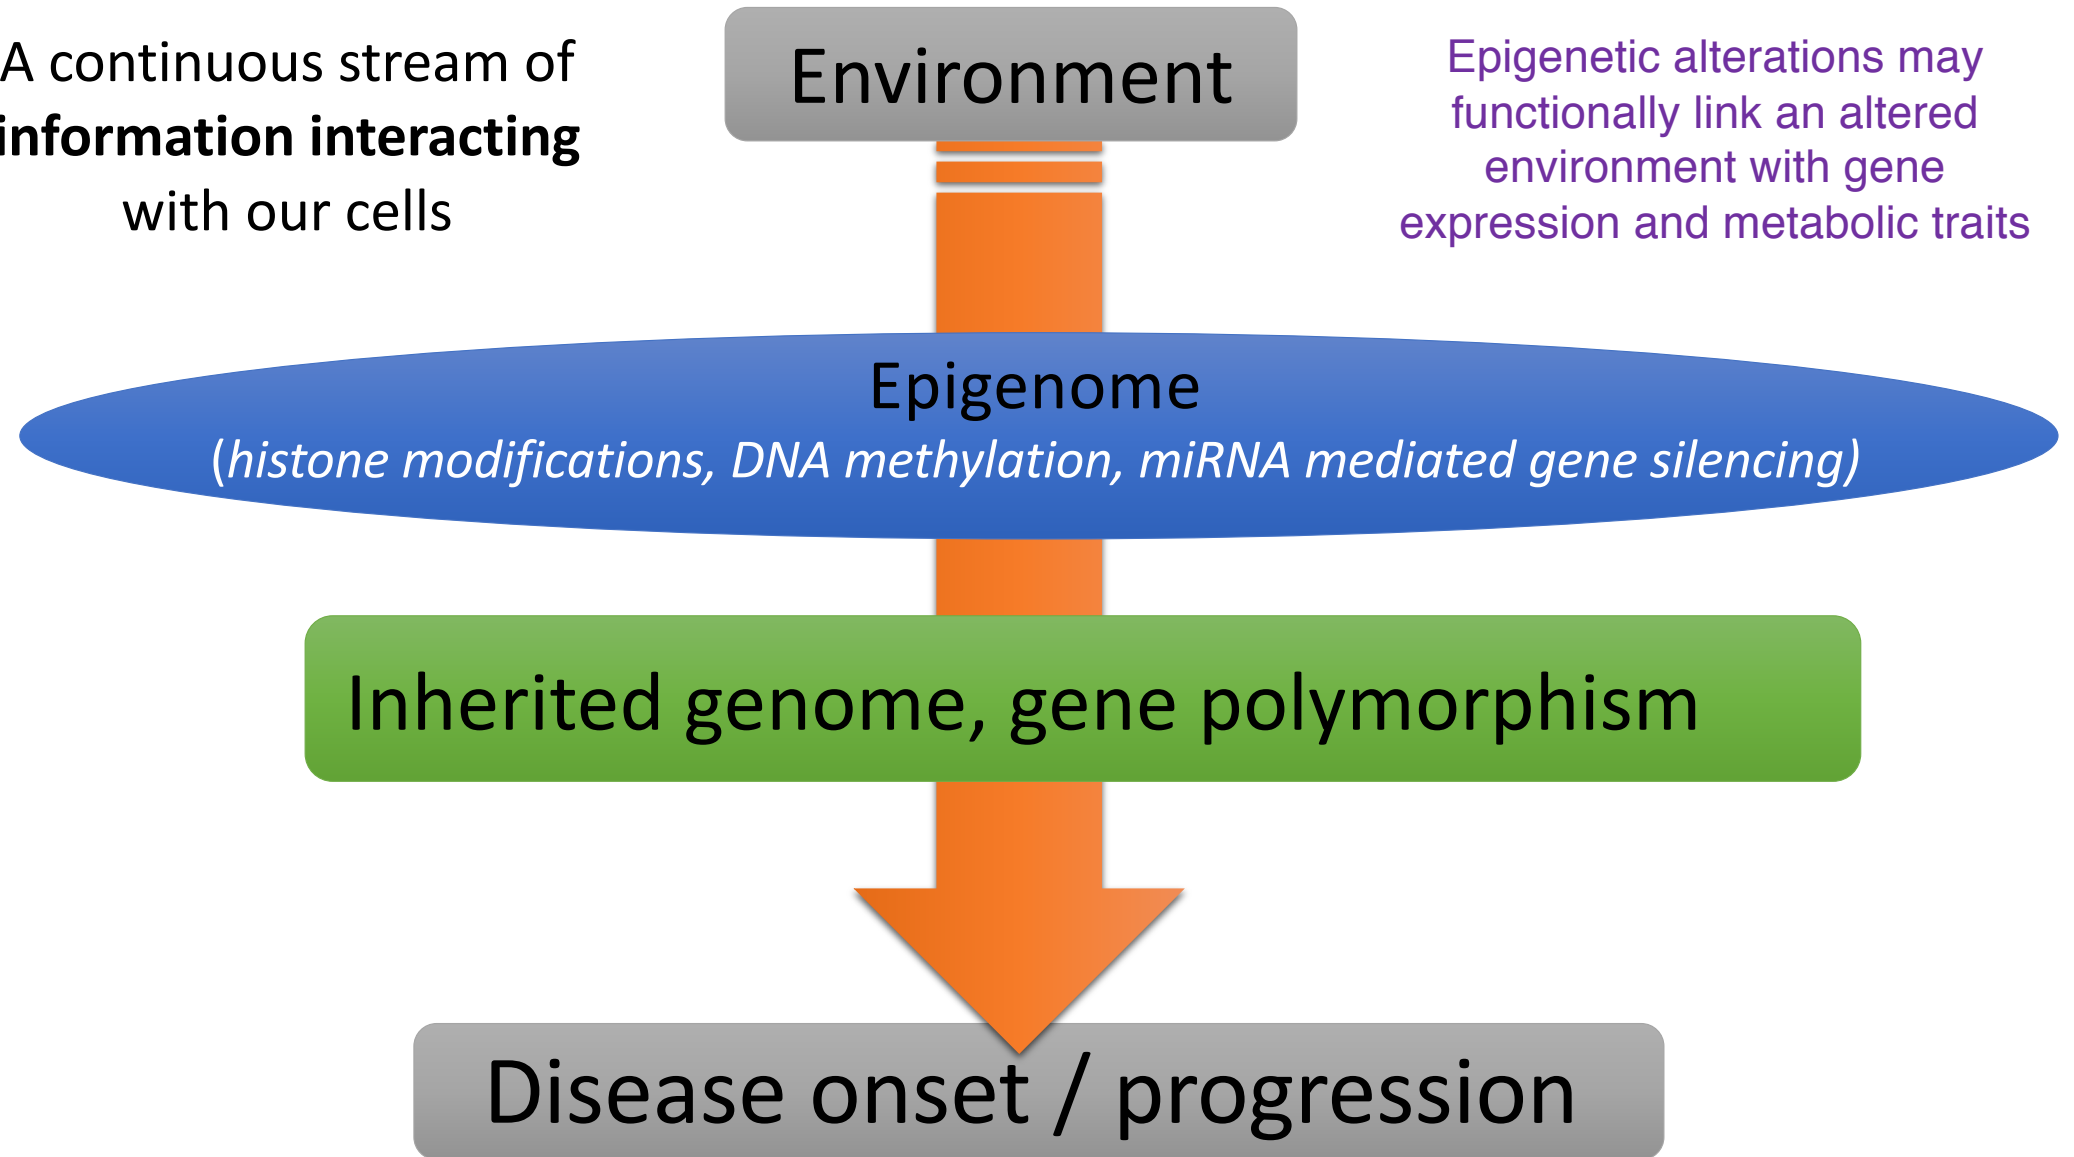 A continuous stream of
information interacting
with our cells
Environment
Epigenetic alterations may
functionally link an altered
environment with gene
expression and metabolic traits
Epigenome
(histone modifications, DNA methylation, miRNA mediated gene silencing)
Inherited genome, gene polymorphism
Disease onset / progression